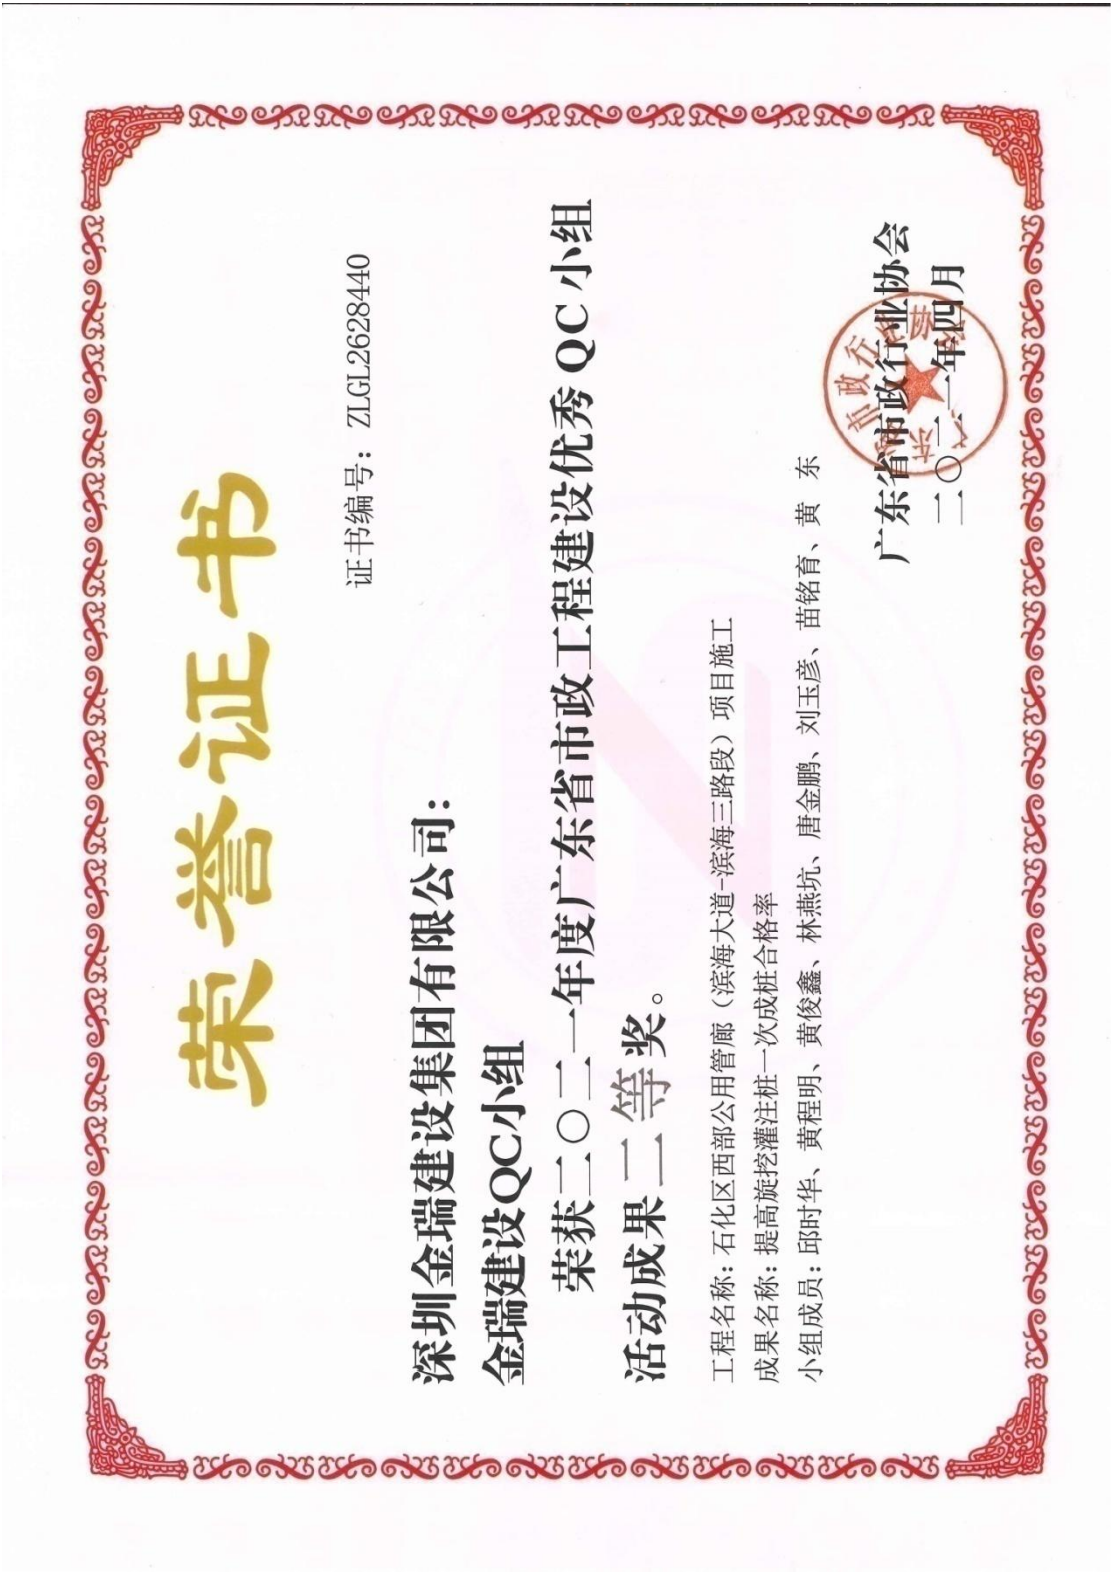 荣誉证书
证书编号：ZLGL2628440
深圳金瑞建设集团有限公司：
金瑞建设QC小组
荣获二〇二一年度广东省市政工程建设优秀QC小组
活动成果二等奖。
工程名称：石化区西部公用管廊（滨海大道-滨海三路段）项目施工
成果名称：提高旋挖灌注桩一次成桩合格率
小组成员：邱时华、黄程明、黄俊鑫、林燕坑、唐金鹏、刘玉彦、苗铭育、黄 东
广东省市政行业协会
二〇二一年四月